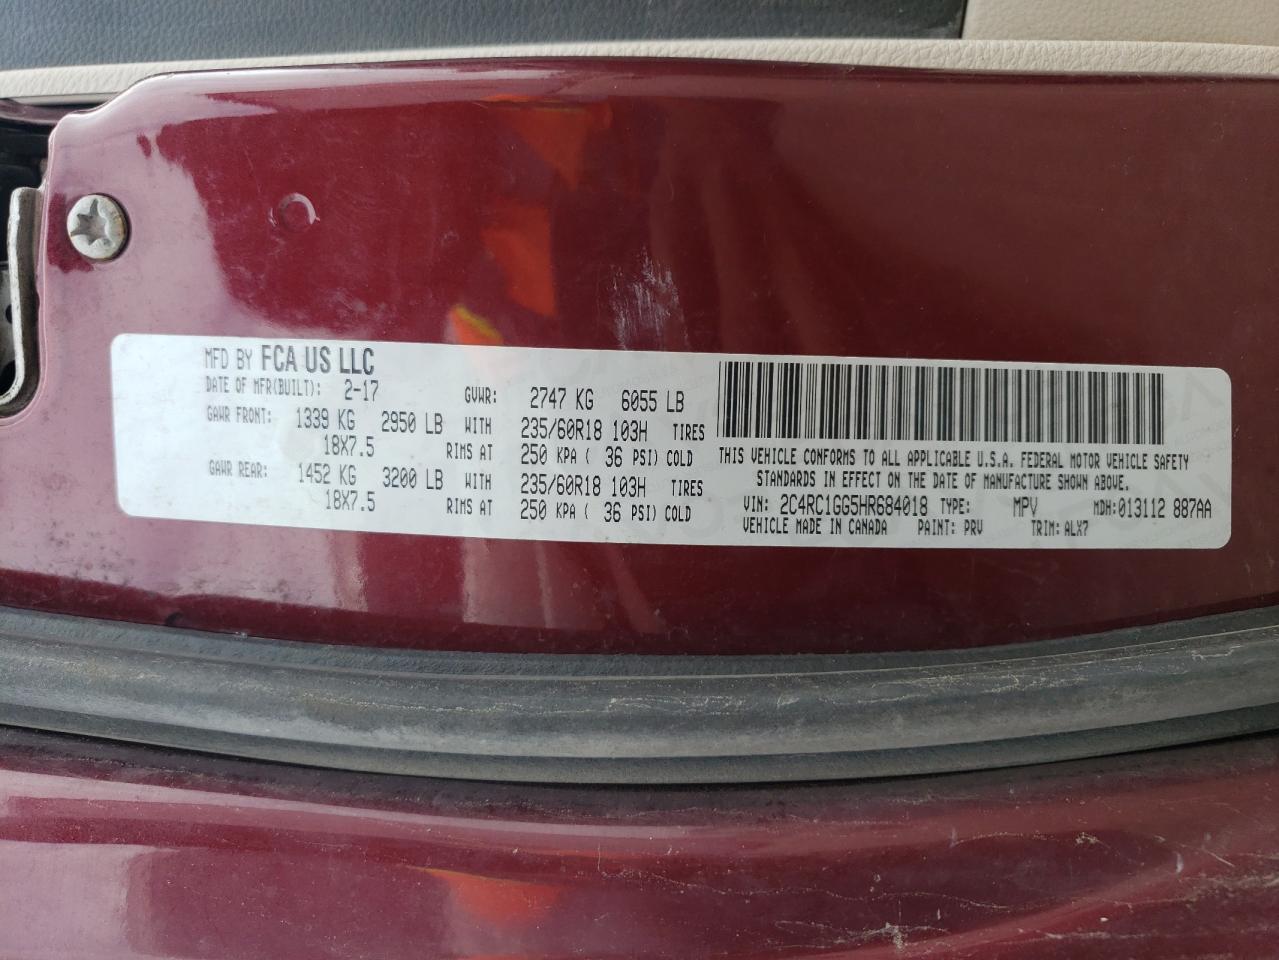 MFD BY FCA US LLC
DATE OF MFR(BUILT): 2-17 GVWR: 2747 KG 6055 LB
GAWR FRONT: 1339 KG 2950 LB WITH 235/60R18 103H TIRES
18X7.5 RIMS AT 250 KPA ( 36 PSI) COLD
GAWR REAR: 1452 KG 3200 LB WITH 235/60R18 103H TIRES
18X7.5 RIMS AT 250 KPA ( 36 PSI) COLD
THIS VEHICLE CONFORMS TO ALL APPLICABLE U.S.A. FEDERAL MOTOR VEHICLE SAFETY
STANDARDS IN EFFECT ON THE DATE OF MANUFACTURE SHOWN ABOVE.
VIN: 2C4RC1GG5HR684018 TYPE: MPV MDH:013112 887AA
VEHICLE MADE IN CANADA PAINT: PRV TRIM: ALX7